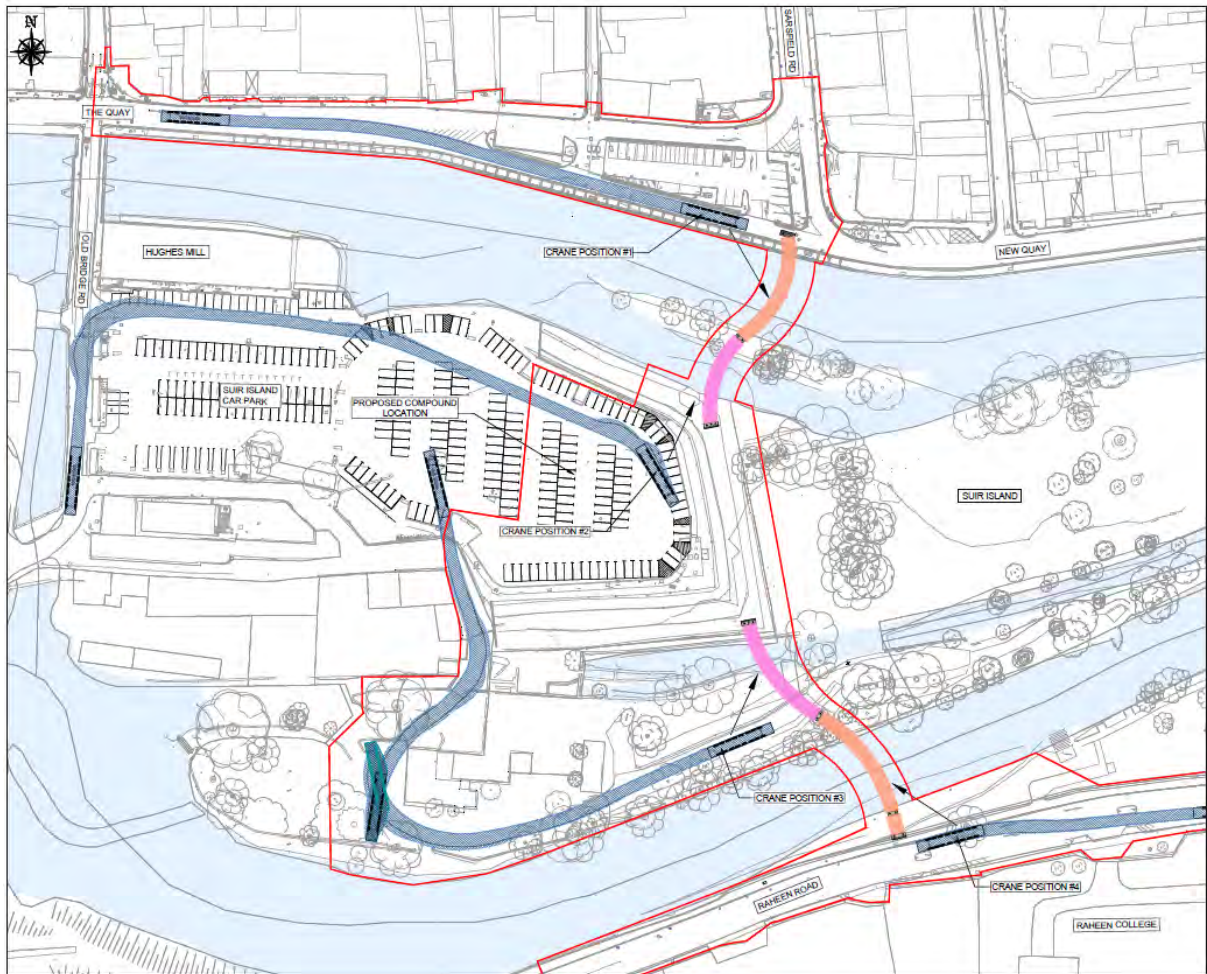 N
SARSFIELD RD
THE QUAY
OLD BRIDGE RD
HUGHES MILL
CRANE POSITION #1
NEW QUAY
SUIR ISLAND
CAR PARK
PROPOSED COMPOUND
LOCATION
SUIR ISLAND
CRANE POSITION #2
CRANE POSITION #3
CRANE POSITION #4
RAHEEN ROAD
RAHEEN COLLEGE